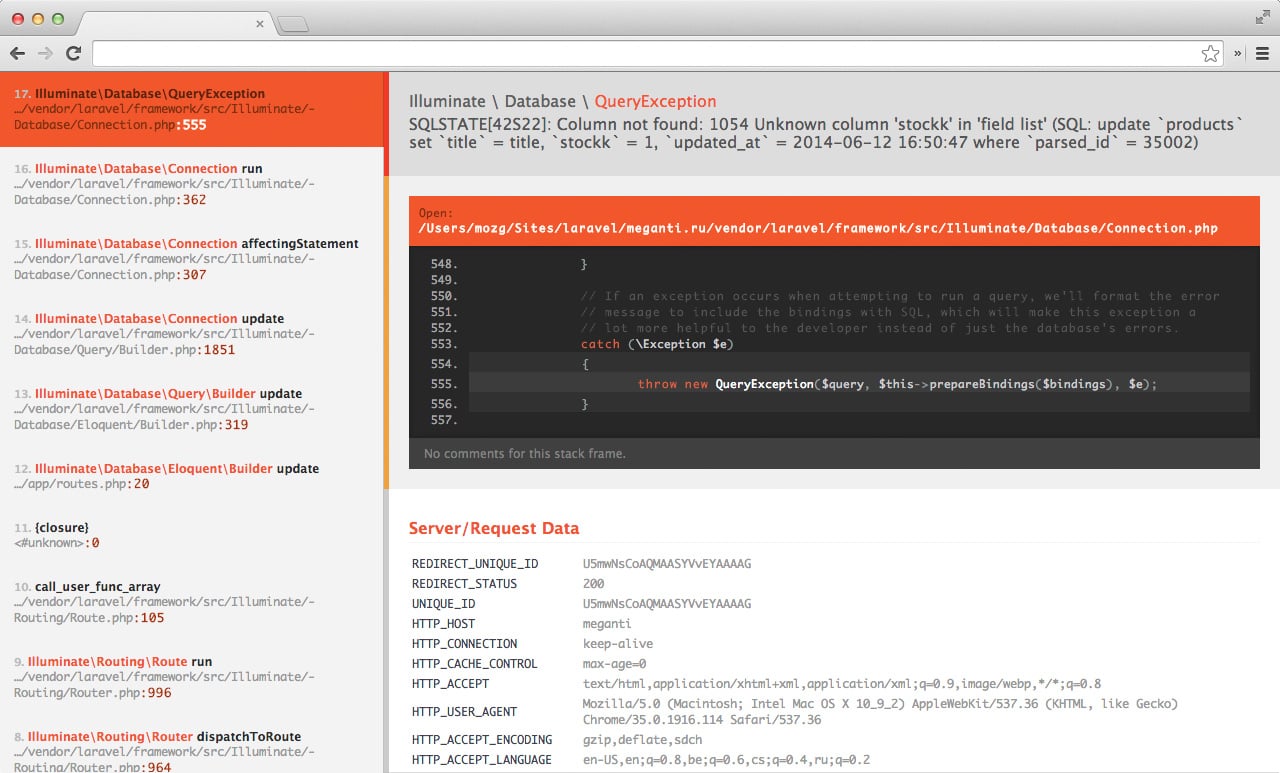 17. Illuminate\Database\QueryException
…/vendor/laravel/framework/src/Illuminate/-
Database/Connection.php:555
16. Illuminate\Database\Connection run
…/vendor/laravel/framework/src/Illuminate/-
Database/Connection.php:362
15. Illuminate\Database\Connection affectingStatement
…/vendor/laravel/framework/src/Illuminate/-
Database/Connection.php:307
14. Illuminate\Database\Connection update
…/vendor/laravel/framework/src/Illuminate/-
Database/Query/Builder.php:1851
13. Illuminate\Database\Query\Builder update
…/vendor/laravel/framework/src/Illuminate/-
Database/Eloquent/Builder.php:319
12. Illuminate\Database\Eloquent\Builder update
…/app/routes.php:20
11. {closure}
<#unknown>:0
10. call_user_func_array
…/vendor/laravel/framework/src/Illuminate/-
Routing/Route.php:105
9. Illuminate\Routing\Route run
…/vendor/laravel/framework/src/Illuminate/-
Routing/Router.php:996
8. Illuminate\Routing\Router dispatchToRoute
…/vendor/laravel/framework/src/Illuminate/-
Routing/Router.php:964
Illuminate \ Database \ QueryException
SQLSTATE[42S22]: Column not found: 1054 Unknown column 'stockk' in 'field list' (SQL: update `products`
set `title` = title, `stockk` = 1, `updated_at` = 2014-06-12 16:50:47 where `parsed_id` = 35002)
Open:
/Users/mozg/Sites/laravel/meganti.ru/vendor/laravel/framework/src/Illuminate/Database/Connection.php
548. }
549.
550. // If an exception occurs when attempting to run a query, we'll format the error
551. // message to include the bindings with SQL, which will make this exception a
552. // lot more helpful to the developer instead of just the database's errors.
553. catch (\Exception $e)
554. {
555. throw new QueryException($query, $this->prepareBindings($bindings), $e);
556. }
557.
No comments for this stack frame.
Server/Request Data
REDIRECT_UNIQUE_ID U5mwNsCoAQMAASYVvEYAAAAG
REDIRECT_STATUS 200
UNIQUE_ID U5mwNsCoAQMAASYVvEYAAAAG
HTTP_HOST meganti
HTTP_CONNECTION keep-alive
HTTP_CACHE_CONTROL max-age=0
HTTP_ACCEPT text/html,application/xhtml+xml,application/xml;q=0.9,image/webp,*/*;q=0.8
HTTP_USER_AGENT Mozilla/5.0 (Macintosh; Intel Mac OS X 10_9_2) AppleWebKit/537.36 (KHTML, like Gecko)
Chrome/35.0.1916.114 Safari/537.36
HTTP_ACCEPT_ENCODING gzip,deflate,sdch
HTTP_ACCEPT_LANGUAGE en-US,en;q=0.8,be;q=0.6,cs;q=0.4,ru;q=0.2